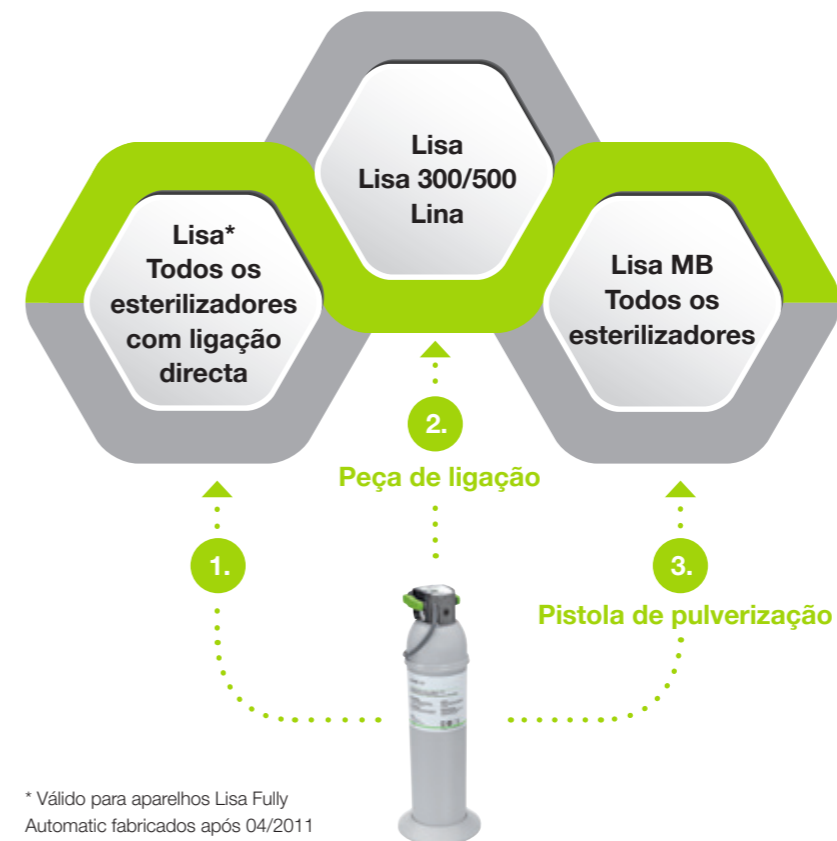 Lisa
Lisa 300/500
Lina
Lisa*
Todos os
esterilizadores
com ligação
directa
Lisa MB
Todos os
esterilizadores
2.
Peça de ligação
1.
3.
Pistola de pulverização
* Válido para aparelhos Lisa Fully
Automatic fabricados após 04/2011